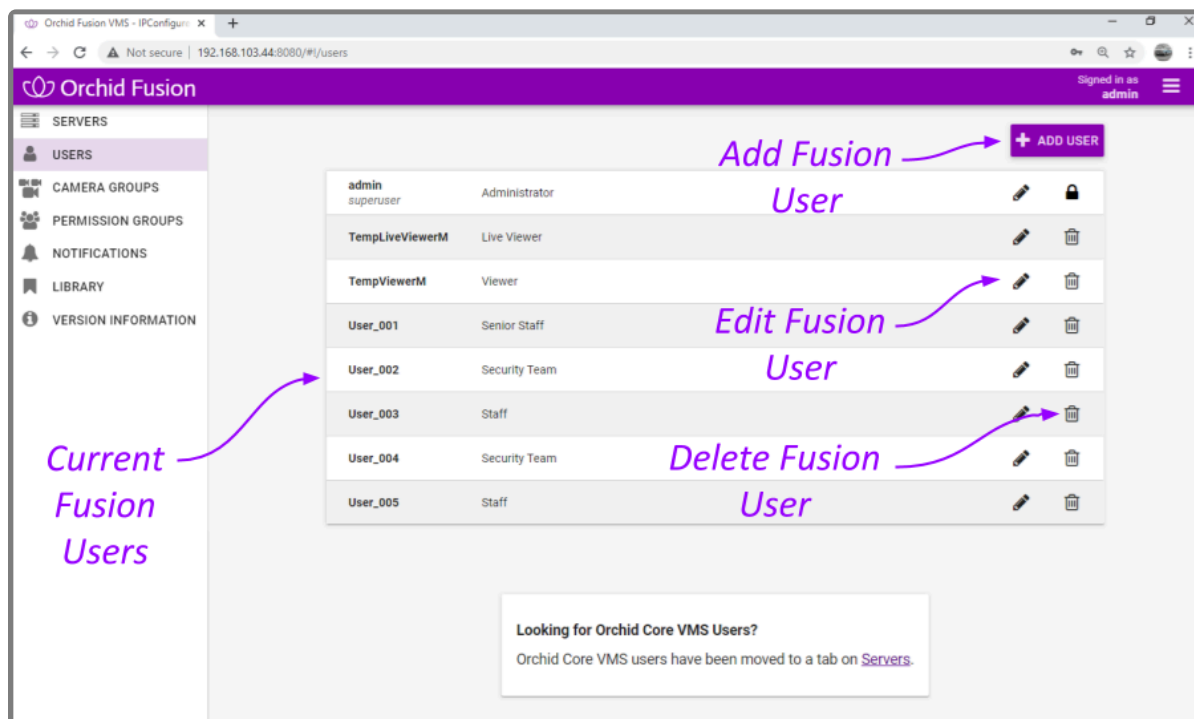 Orchid Fusion VMS - IPConfigure
Not secure | 192.168.103.44:8080/#!/users
Orchid Fusion
Signed in as
admin
SERVERS
USERS
CAMERA GROUPS
PERMISSION GROUPS
NOTIFICATIONS
LIBRARY
VERSION INFORMATION
+ ADD USER
Add Fusion
User
admin
superuser
Administrator
TempLiveViewerM Live Viewer
TempViewerM Viewer
Edit Fusion
User
User_001 Senior Staff
User_002 Security Team
User_003 Staff
User_004 Security Team
User_005 Staff
Delete Fusion
User
Current
Fusion
Users
Looking for Orchid Core VMS Users?
Orchid Core VMS users have been moved to a tab on Servers.